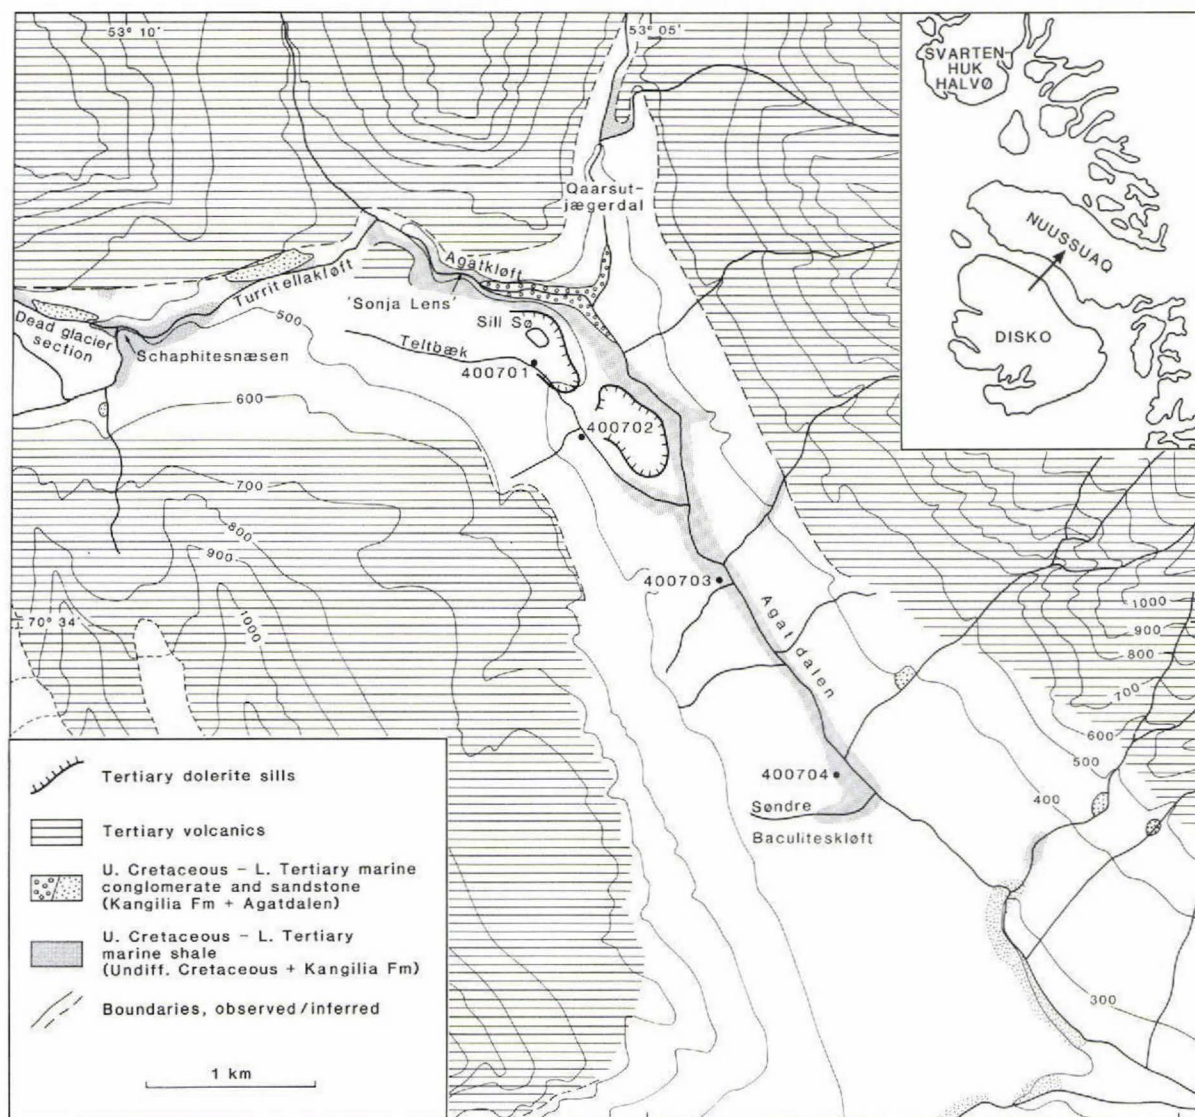 53° 10'
53° 05'
SVARTEN-
HUK
HALVØ
NUUSSUAQ
DISKO
Qaarsut-
jægerdal
Agatkløft
Turritellakløft
'Sonja Lens'
Sill Sø
Dead glacier
section
Schaphitesnæsen
500
Teltbæk
400701
600
400702
700
800
900
1000
70° 34'
400703
Agatdalen
1000
900
800
700
600
500
400
400704
Søndre
Baculiteskløft
300
Tertiary dolerite sills
Tertiary volcanics
U. Cretaceous – L. Tertiary marine
conglomerate and sandstone
(Kangilia Fm + Agatdalen)
U. Cretaceous – L. Tertiary
marine shale
(Undiff. Cretaceous + Kangilia Fm)
Boundaries, observed/inferred
1 km